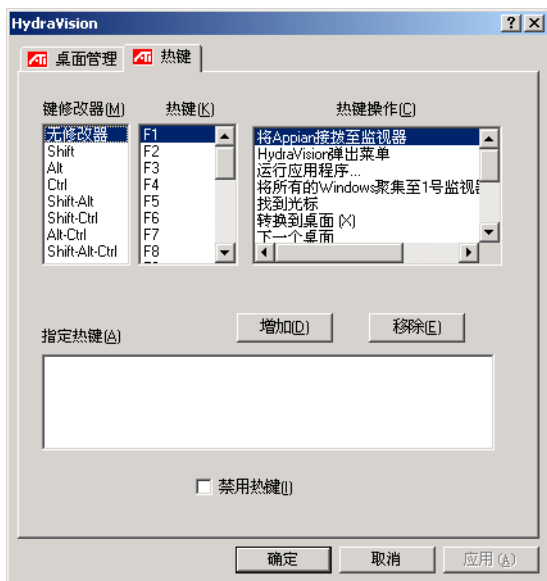 HydraVision
ATI 桌面管理
ATI 热键
键修改器(M)
热键(K)
热键操作(C)
无修改器
Shift
Alt
Ctrl
Shift-Alt
Shift-Ctrl
Alt-Ctrl
Shift-Alt-Ctrl
F1
F2
F3
F4
F5
F6
F7
F8
将Appian接拨至监视器
HydraVision弹出菜单
运行应用程序...
将所有的Windows聚集至1号监视
找到光标
转换到桌面 (X)
下一个桌面
指定热键(A)
增加(D)
移除(E)
禁用热键(I)
确定
取消
应用 (A)